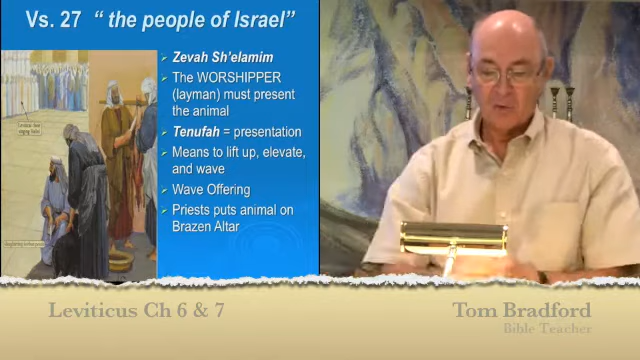 Vs. 27 “ the people of Israel”
Zevah Sh’elamim
The WORSHIPPER
(layman) must present
the animal
Tenufah = presentation
Means to lift up, elevate,
and wave
Wave Offering
Priests puts animal on
Brazen Altar
Leviticus Ch 6 & 7
Tom Bradford
Bible Teacher